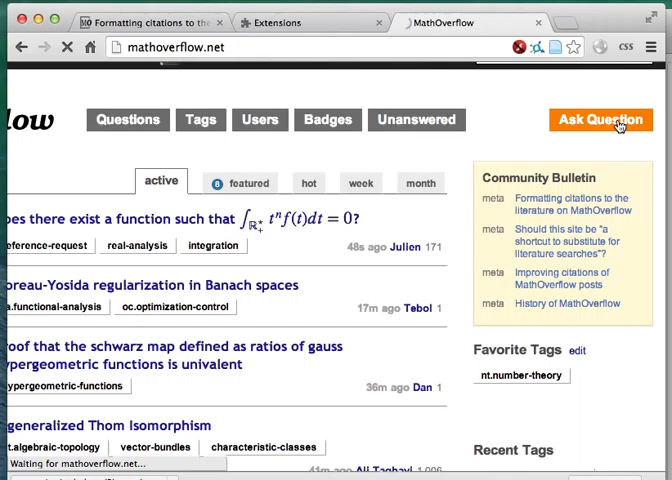 Formatting citations to the
Extensions
MathOverflow
mathoverflow.net
CSS
low
Questions
Tags
Users
Badges
Unanswered
Ask Question
active
8 featured
hot
week
month
oes there exist a function such that ∫ℝ⋆₊ tⁿf(t)dt = 0?
eference-request
real-analysis
integration
48s ago Julien 171
oreau-Yosida regularization in Banach spaces
a.functional-analysis
oc.optimization-control
17m ago Tebol 1
roof that the schwarz map defined as ratios of gauss
ypergeometric functions is univalent
ypergeometric-functions
36m ago Dan 1
generalized Thom Isomorphism
t.algebraic-topology
vector-bundles
characteristic-classes
41m ago Ali Taghavi 1,096
Waiting for mathoverflow.net...
Community Bulletin
meta Formatting citations to the
literature on MathOverflow
meta Should this site be "a
shortcut to substitute for
literature searches"?
meta Improving citations of
MathOverflow posts
meta History of MathOverflow
Favorite Tags edit
nt.number-theory
Recent Tags